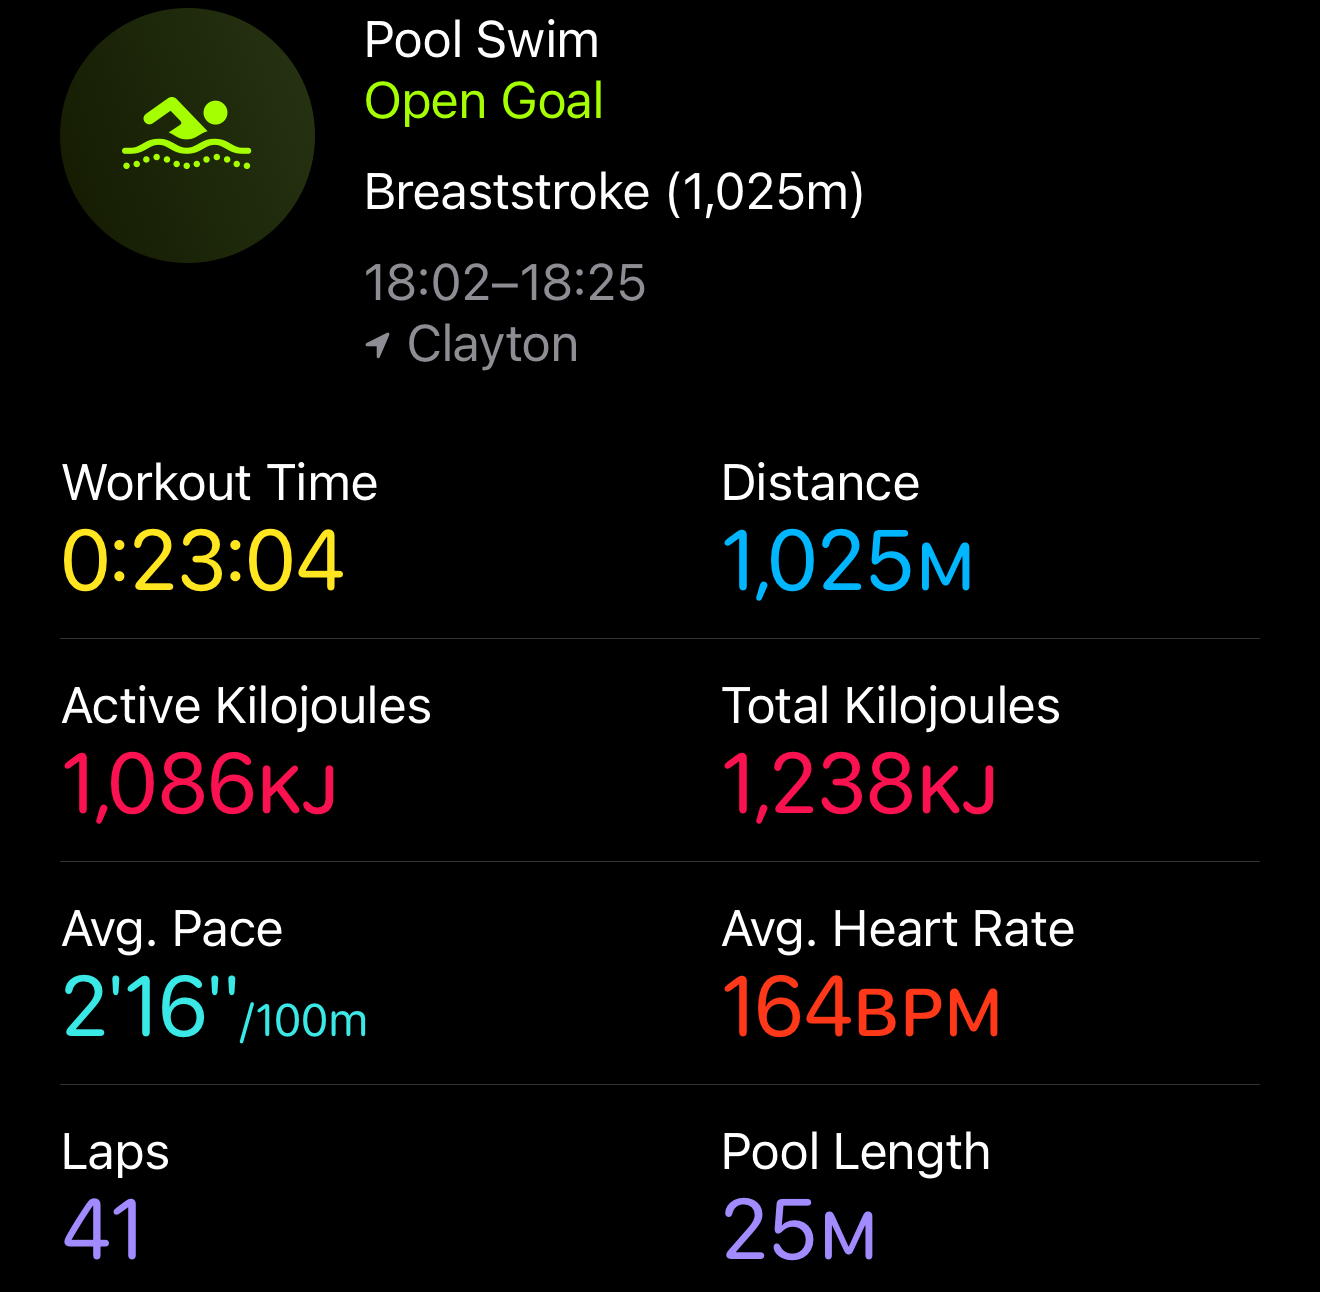 Pool Swim
Open Goal
Breaststroke (1,025m)
18:02–18:25
Clayton
Workout Time
0:23:04
Distance
1,025M
Active Kilojoules
1,086KJ
Total Kilojoules
1,238KJ
Avg. Pace
2'16''/100m
Avg. Heart Rate
164BPM
Laps
41
Pool Length
25M